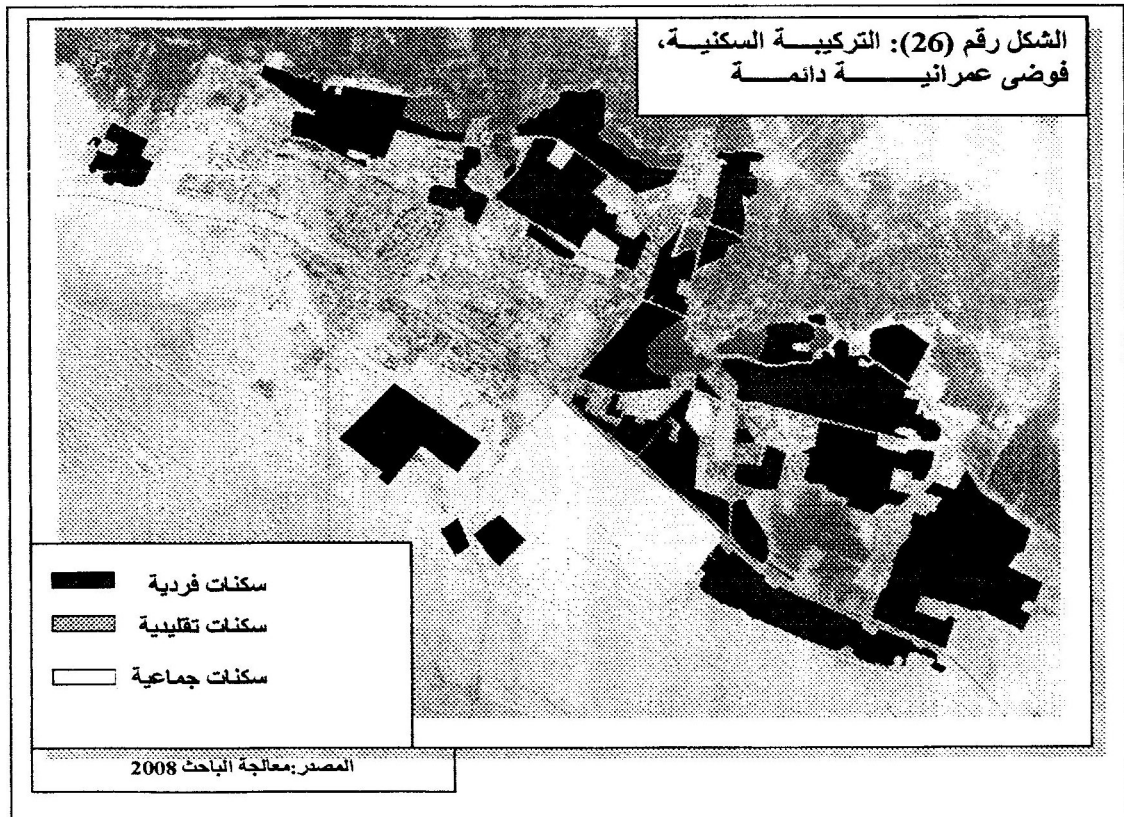 الشكل رقم (26): التركيبة السكنية،
فوضى عمرانية دائمة
سكنات فردية
سكنات تقليدية
سكنات جماعية
المصدر:معالجة الباحث 2008